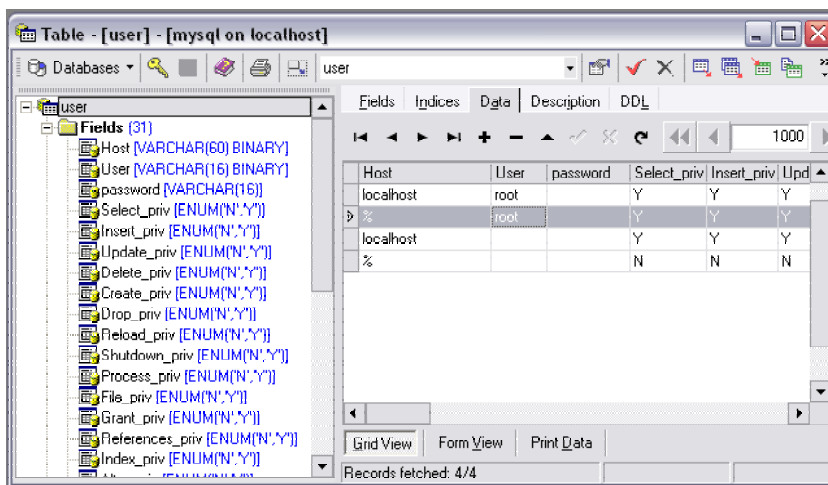 Table - [user] - [mysql on localhost]
Databases user
user
Fields (31)
Host [VARCHAR(60) BINARY]
User [VARCHAR(16) BINARY]
password [VARCHAR(16)]
Select_priv [ENUM('N','Y')]
Insert_priv [ENUM('N','Y')]
Update_priv [ENUM('N','Y')]
Delete_priv [ENUM('N','Y')]
Create_priv [ENUM('N','Y')]
Drop_priv [ENUM('N','Y')]
Reload_priv [ENUM('N','Y')]
Shutdown_priv [ENUM('N','Y')]
Process_priv [ENUM('N','Y')]
File_priv [ENUM('N','Y')]
Grant_priv [ENUM('N','Y')]
References_priv [ENUM('N','Y')]
Index_priv [ENUM('N','Y')]
Fields Indices Data Description DDL
1000
Host User password Select_priv Insert_priv Upd
localhost root Y Y Y
% root Y Y Y
localhost Y Y Y
% N N N
Grid View Form View Print Data
Records fetched: 4/4